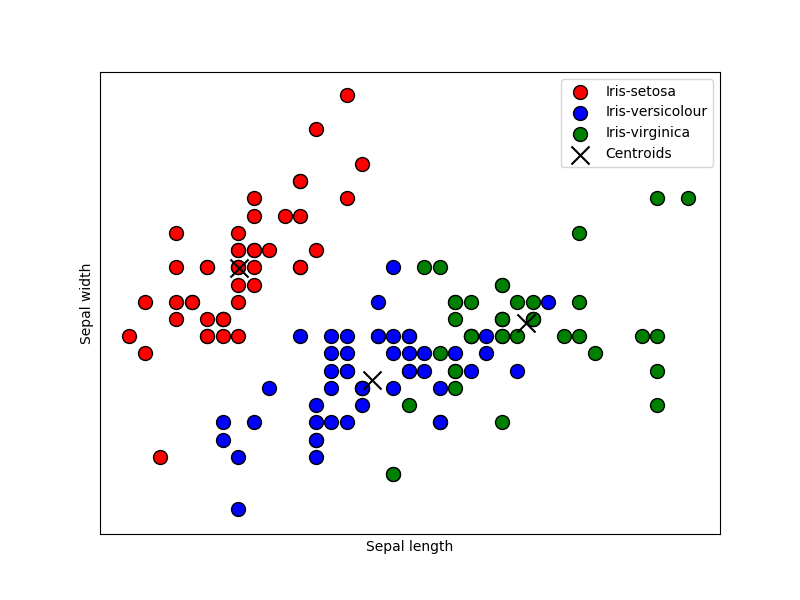 Iris-setosa
Iris-versicolour
Iris-virginica
Centroids
Sepal width
Sepal length